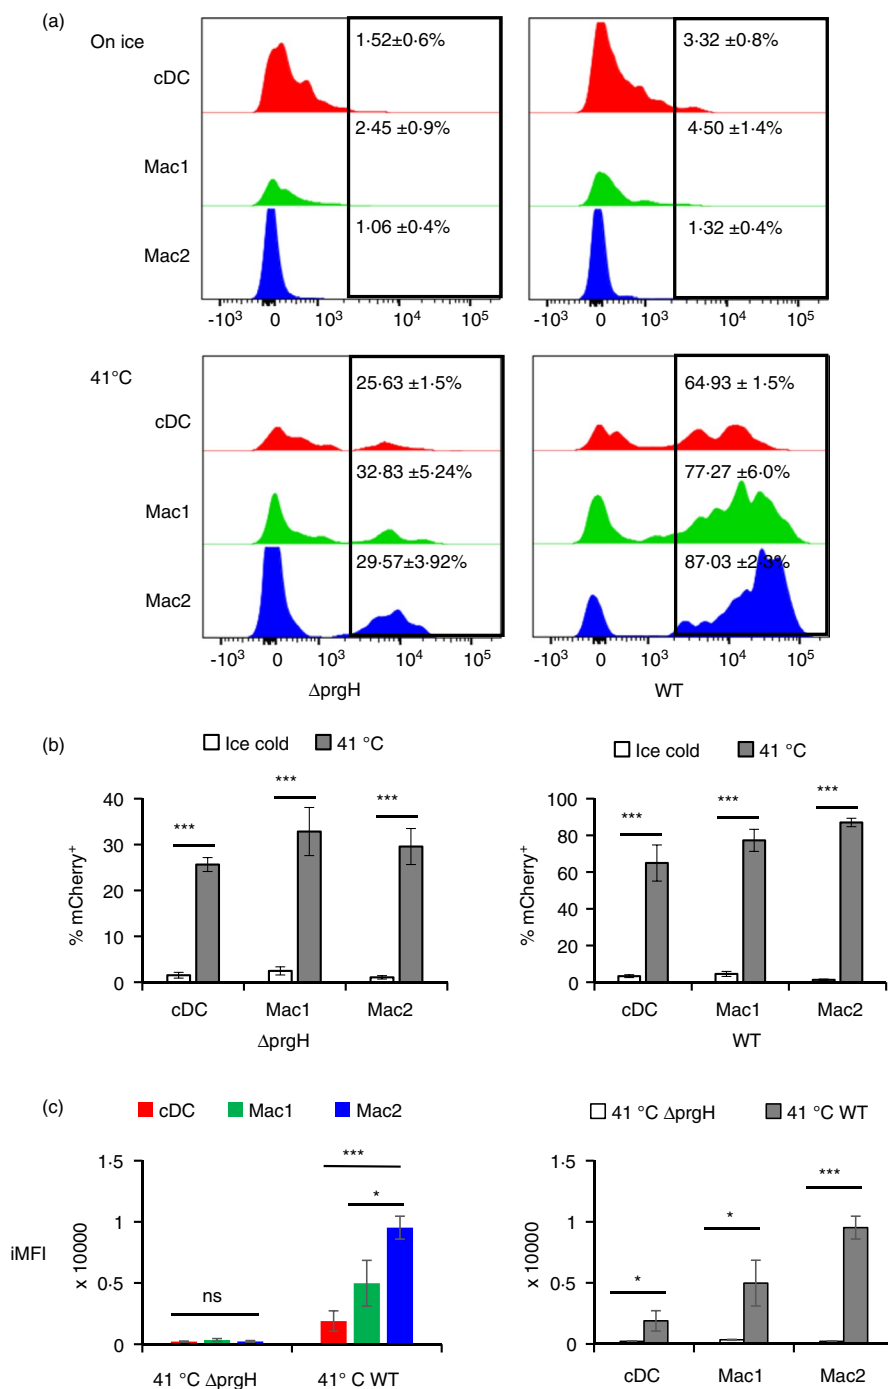 (a)
On ice
cDC
Mac1
Mac2
1·52±0·6%
2·45 ±0·9%
1·06 ±0·4%
-10³ 0 10³ 10⁴ 10⁵
3·32 ±0·8%
4·50 ±1·4%
1·32 ±0·4%
-10³ 0 10³ 10⁴ 10⁵
41°C
cDC
Mac1
Mac2
25·63 ±1·5%
32·83 ±5·24%
29·57±3·92%
-10³ 0 10³ 10⁴ 10⁵
ΔprgH
64·93 ± 1·5%
77·27 ±6·0%
87·03 ±2·3%
-10³ 0 10³ 10⁴ 10⁵
WT
(b)
Ice cold 41 °C
% mCherry⁺
40
30
20
10
0
*** *** ***
cDC Mac1 Mac2
ΔprgH
Ice cold 41 °C
% mCherry⁺
100
80
60
40
20
0
*** *** ***
cDC Mac1 Mac2
WT
(c)
cDC Mac1 Mac2
iMFI
x 10000
1·5
1
0·5
0
ns
***
*
41 °C ΔprgH 41° C WT
41 °C ΔprgH 41 °C WT
x 10000
1·5
1
0·5
0
* * ***
cDC Mac1 Mac2